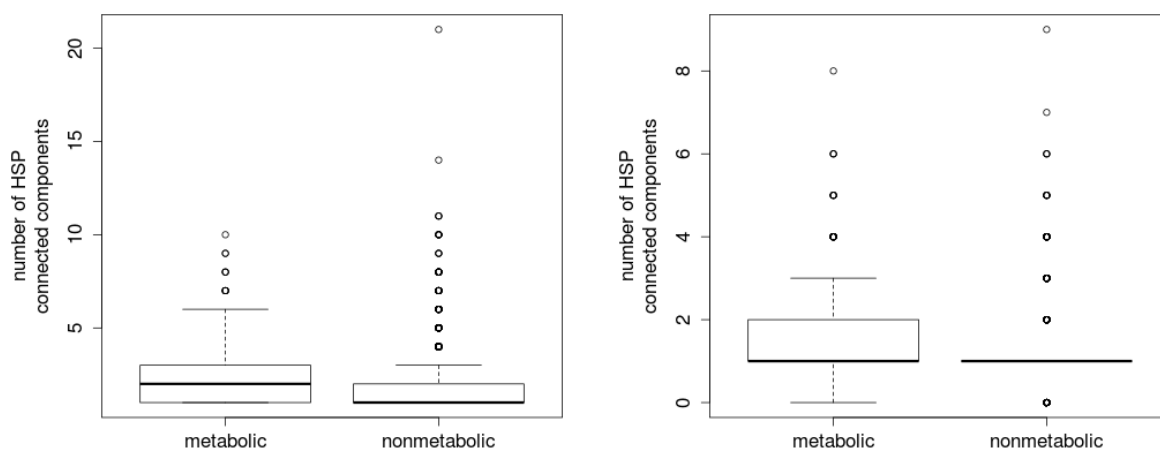 number of HSP
connected components
20
15
10
5
metabolic
nonmetabolic
number of HSP
connected components
8
6
4
2
0
metabolic
nonmetabolic